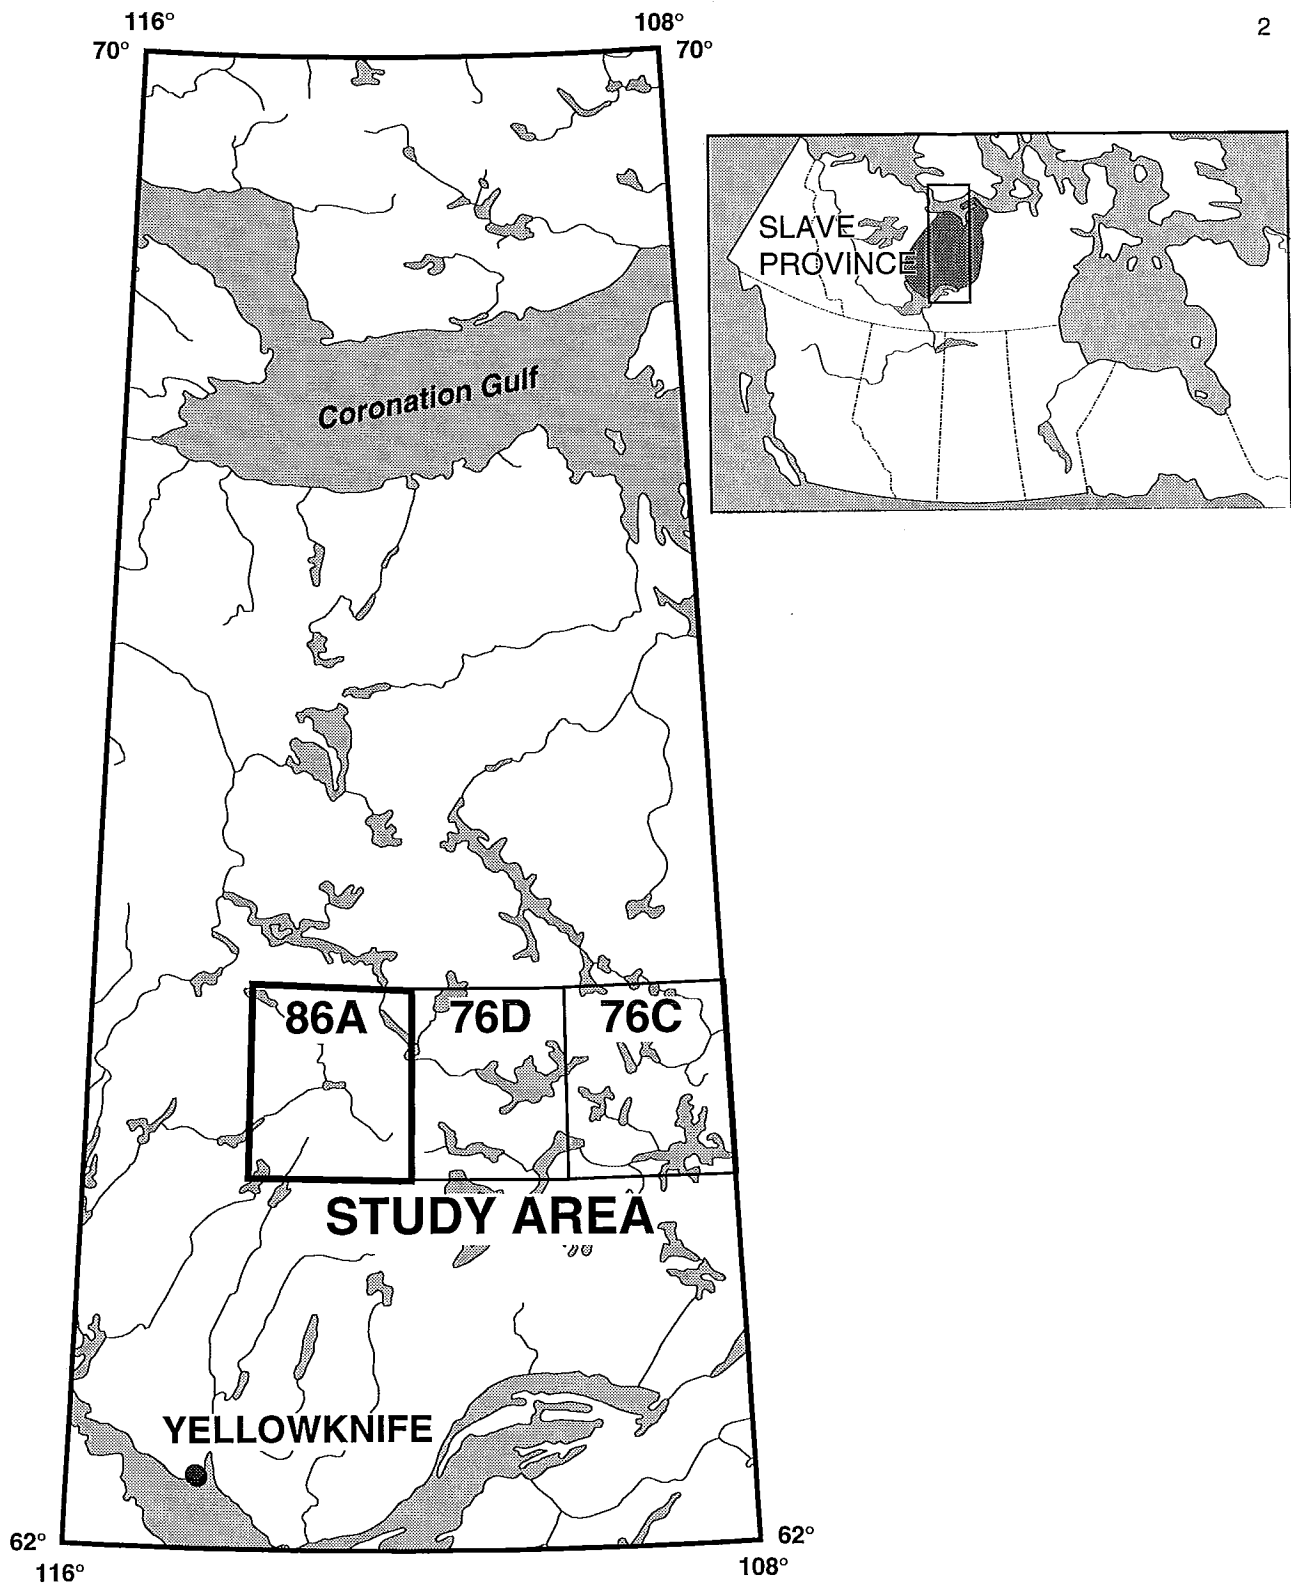 116°
108°
2
70°
70°
SLAVE
PROVINCE
Coronation Gulf
86A
76D
76C
STUDY AREA
YELLOWKNIFE
62°
62°
116°
108°